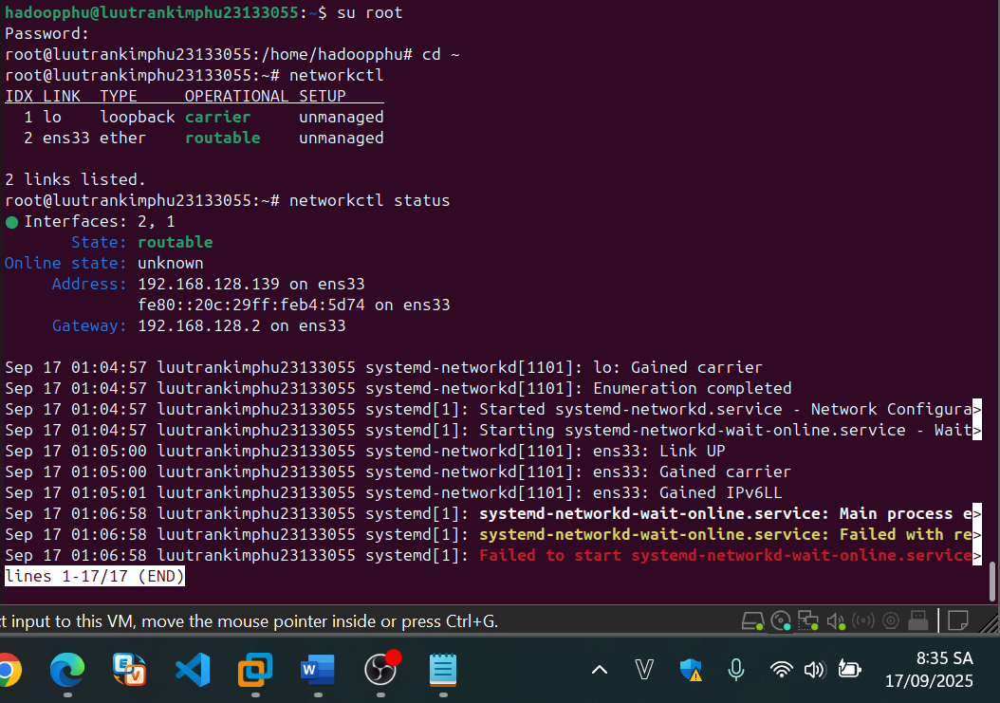 hadoopphu@luutrankimphu23133055:~$ su root
Password:
root@luutrankimphu23133055:/home/hadoopphu# cd ~
root@luutrankimphu23133055:~# networkctl
IDX LINK  TYPE     OPERATIONAL SETUP
  1 lo    loopback carrier     unmanaged
  2 ens33 ether    routable    unmanaged

2 links listed.
root@luutrankimphu23133055:~# networkctl status
● Interfaces: 2, 1
       State: routable
Online state: unknown
     Address: 192.168.128.139 on ens33
              fe80::20c:29ff:feb4:5d74 on ens33
     Gateway: 192.168.128.2 on ens33

Sep 17 01:04:57 luutrankimphu23133055 systemd-networkd[1101]: lo: Gained carrier
Sep 17 01:04:57 luutrankimphu23133055 systemd-networkd[1101]: Enumeration completed
Sep 17 01:04:57 luutrankimphu23133055 systemd[1]: Started systemd-networkd.service - Network Configura>
Sep 17 01:04:57 luutrankimphu23133055 systemd[1]: Starting systemd-networkd-wait-online.service - Wait>
Sep 17 01:05:00 luutrankimphu23133055 systemd-networkd[1101]: ens33: Link UP
Sep 17 01:05:00 luutrankimphu23133055 systemd-networkd[1101]: ens33: Gained carrier
Sep 17 01:05:01 luutrankimphu23133055 systemd-networkd[1101]: ens33: Gained IPv6LL
Sep 17 01:06:58 luutrankimphu23133055 systemd[1]: systemd-networkd-wait-online.service: Main process e>
Sep 17 01:06:58 luutrankimphu23133055 systemd[1]: systemd-networkd-wait-online.service: Failed with re>
Sep 17 01:06:58 luutrankimphu23133055 systemd[1]: Failed to start systemd-networkd-wait-online.service>
lines 1-17/17 (END)
ct input to this VM, move the mouse pointer inside or press Ctrl+G.
E
V
W
V
8:35 SA
17/09/2025